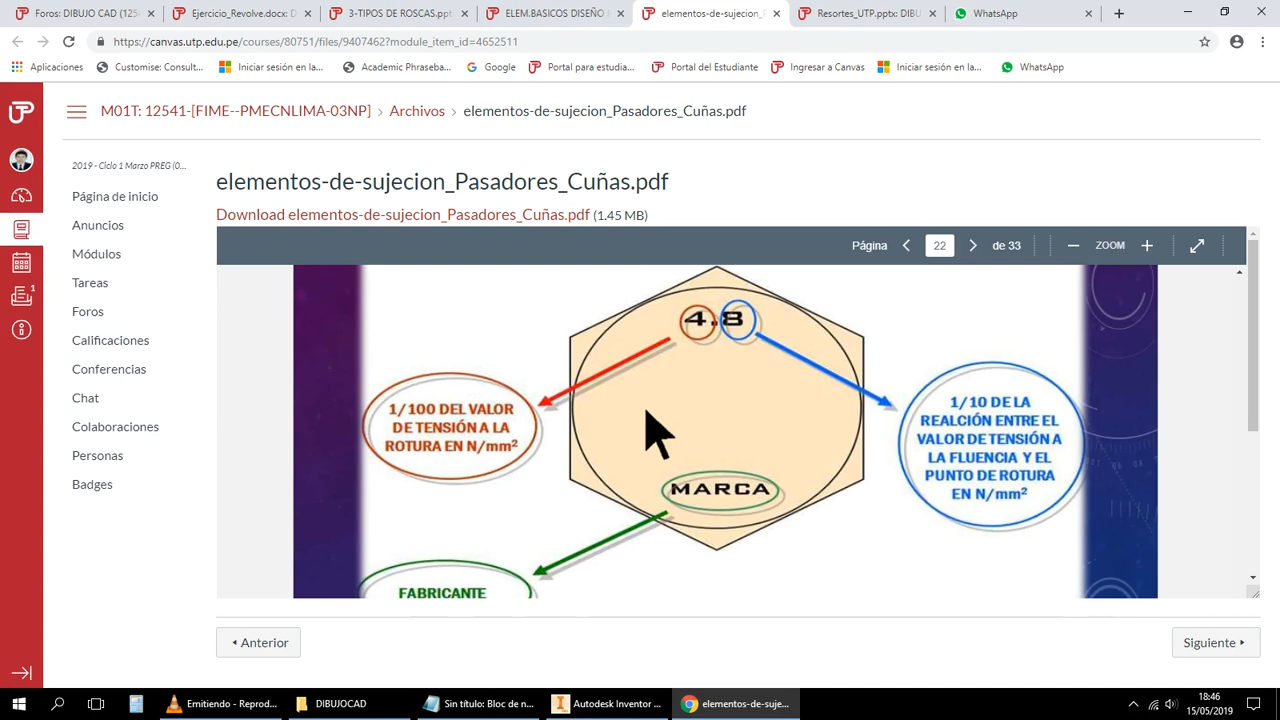 Foros: DIBUJO CAD (1254
Ejercicio_Revolve.docx: D
3-TIPOS DE ROSCAS.pptx
ELEM.BASICOS DISEÑO M
elementos-de-sujecion_P
Resortes_UTP.pptx: DIBU
WhatsApp
https://canvas.utp.edu.pe/courses/80751/files/9407462?module_item_id=4652511
Aplicaciones
Customise: Consult...
Iniciar sesión en la...
Academic Phraseba...
Google
Portal para estudia...
Portal del Estudiante
Ingresar a Canvas
Iniciar sesión en la...
WhatsApp
M01T: 12541-[FIME--PMECNLIMA-03NP] › Archivos › elementos-de-sujecion_Pasadores_Cuñas.pdf
2019 - Ciclo 1 Marzo PREG (0...
Página de inicio
Anuncios
Módulos
Tareas
Foros
Calificaciones
Conferencias
Chat
Colaboraciones
Personas
Badges
1
elementos-de-sujecion_Pasadores_Cuñas.pdf
Download elementos-de-sujecion_Pasadores_Cuñas.pdf (1.45 MB)
Página 22 de 33 ZOOM
4.8
1/100 DEL VALOR
DE TENSIÓN A LA
ROTURA EN N/mm²
1/10 DE LA
REALCIÓN ENTRE EL
VALOR DE TENSIÓN A
LA FLUENCIA Y EL
PUNTO DE ROTURA
EN N/mm²
MARCA
FABRICANTE
Anterior
Siguiente
Emitiendo - Reprod...
DIBUJOCAD
Sin título: Bloc de n...
Autodesk Inventor ...
elementos-de-suje...
18:46
15/05/2019